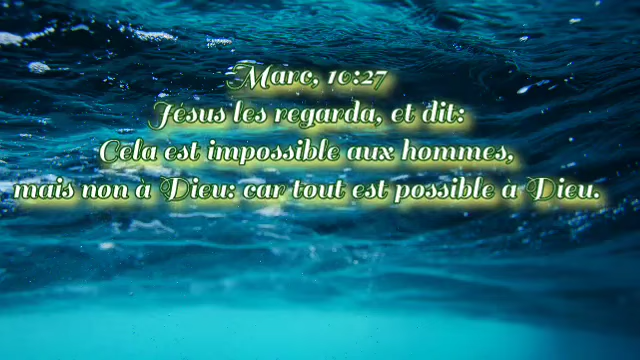 Marc, 10:27
Jésus les regarda, et dit:
Cela est impossible aux hommes,
mais non à Dieu: car tout est possible à Dieu.